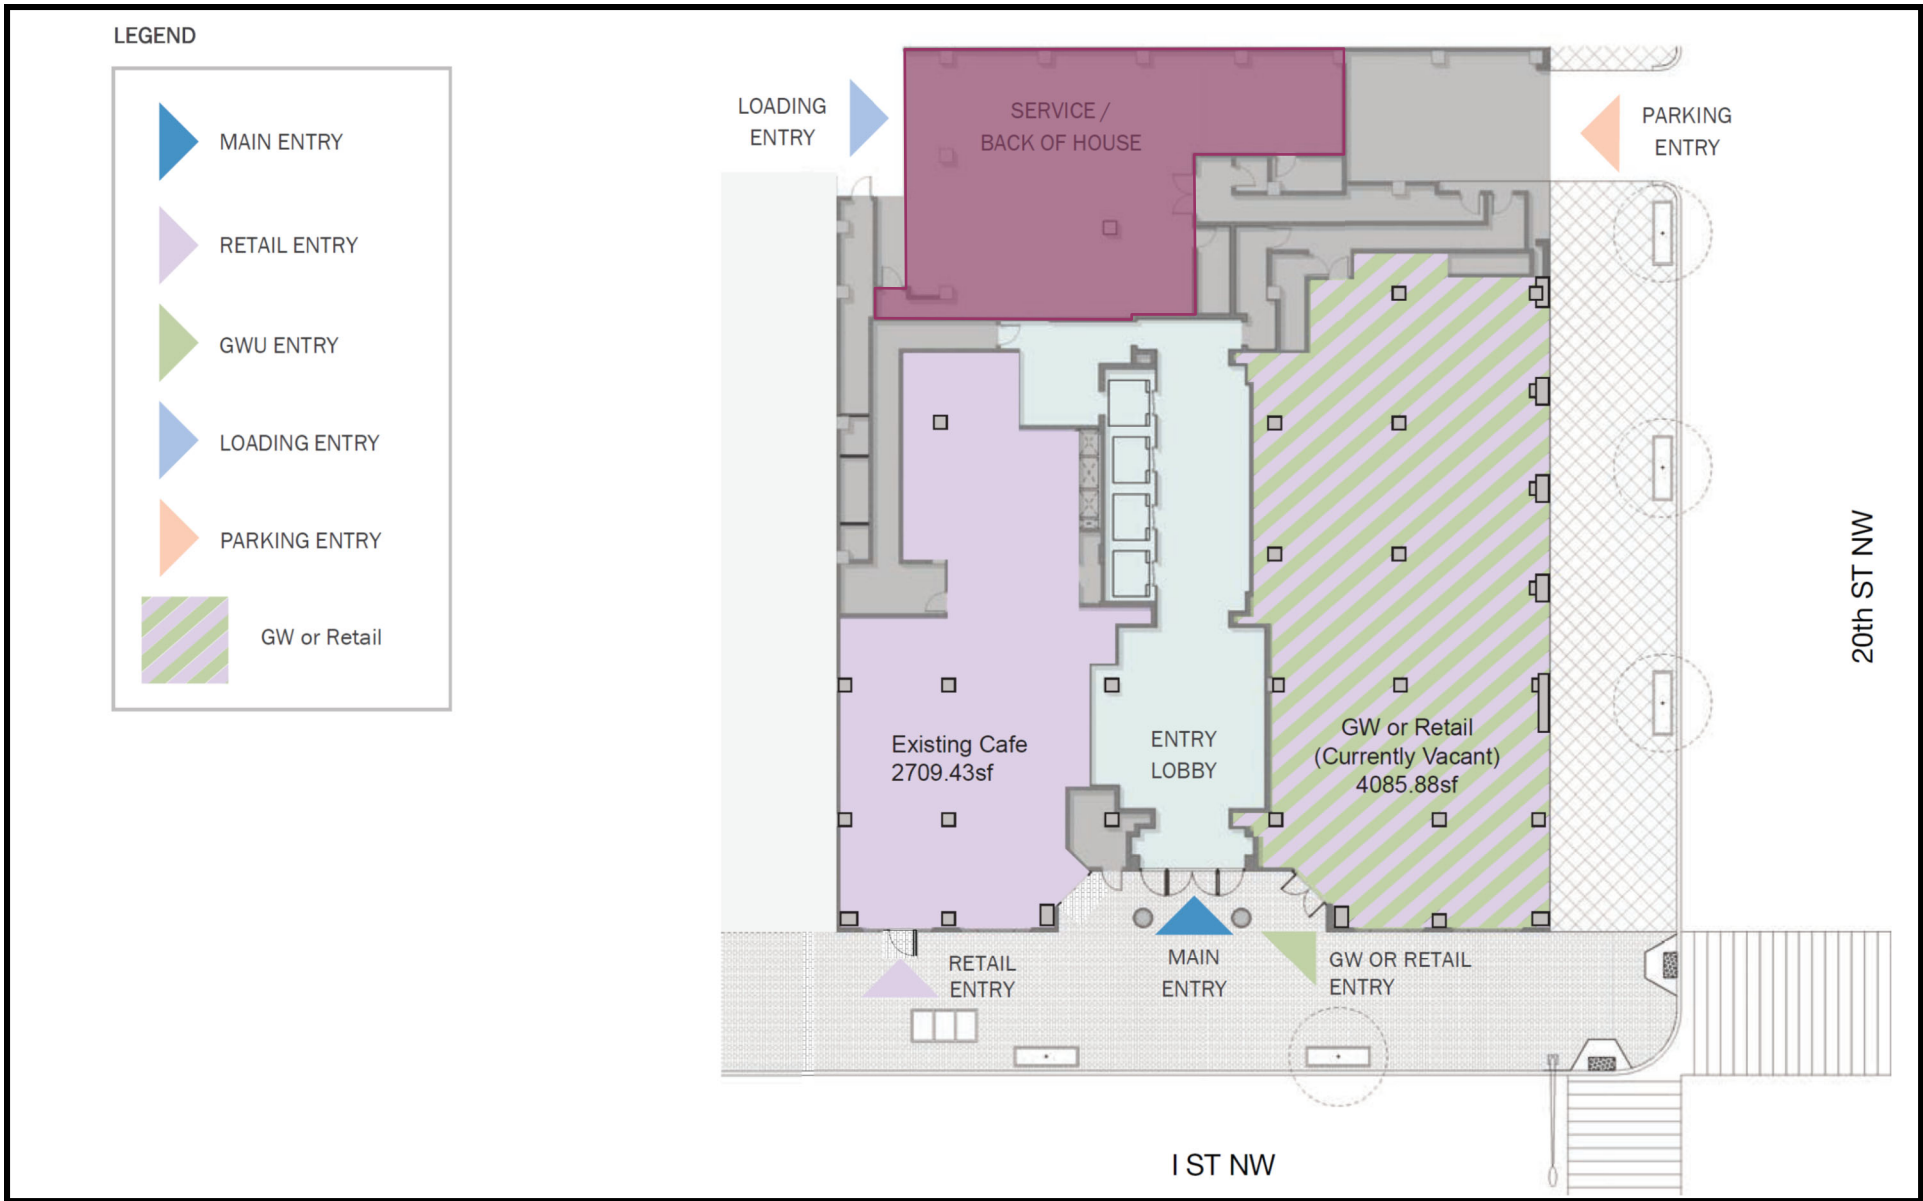 LEGEND
MAIN ENTRY
RETAIL ENTRY
GWU ENTRY
LOADING ENTRY
PARKING ENTRY
GW or Retail
LOADING
ENTRY
SERVICE /
BACK OF HOUSE
PARKING
ENTRY
Existing Cafe
2709.43sf
ENTRY
LOBBY
GW or Retail
(Currently Vacant)
4085.88sf
20th ST NW
RETAIL
ENTRY
MAIN
ENTRY
GW OR RETAIL
ENTRY
I ST NW